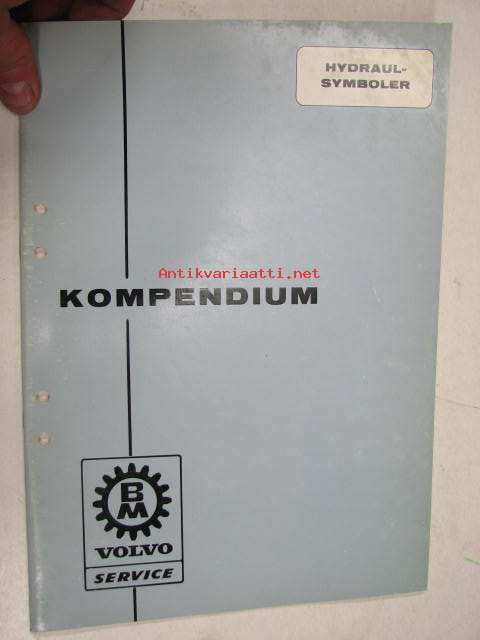 HYDRAUL-
SYMBOLER
Antikvariaatti.net
KOMPENDIUM
BM
VOLVO
SERVICE